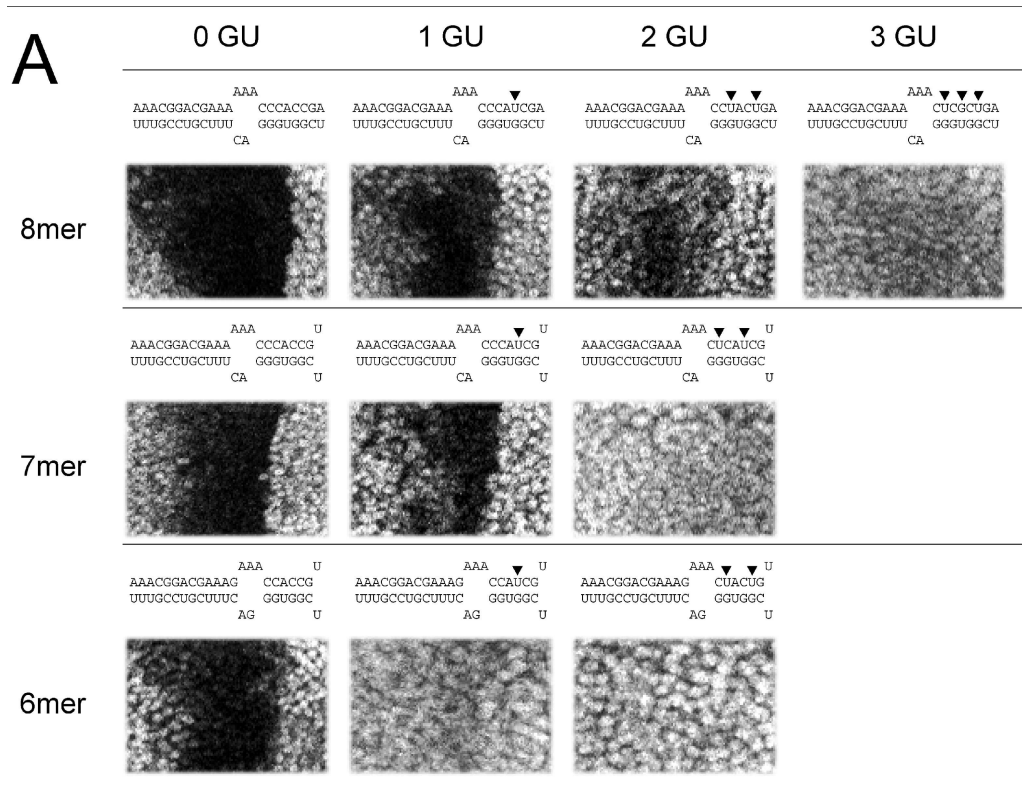 A
0 GU 1 GU 2 GU 3 GU
AAA AAA AAA AAA
AAACGGACGAAA CCCACCGA AAACGGACGAAA CCCAUCGA AAACGGACGAAA CCUACUGA AAACGGACGAAA CUCGCUGA
UUUGCCUGCUUU GGGUGGCU UUUGCCUGCUUU GGGUGGCU UUUGCCUGCUUU GGGUGGCU UUUGCCUGCUUU GGGUGGCU
CA CA CA CA
8mer
AAA U AAA U AAA U
AAACGGACGAAA CCCACCG AAACGGACGAAA CCCAUCG AAACGGACGAAA CUCAUCG
UUUGCCUGCUUU GGGUGGC UUUGCCUGCUUU GGGUGGC UUUGCCUGCUUU GGGUGGC
CA U CA U CA U
7mer
AAA U AAA U AAA U
AAACGGACGAAAG CCACCG AAACGGACGAAAG CCAUCG AAACGGACGAAAG CUACUG
UUUGCCUGCUUUC GGUGGC UUUGCCUGCUUUC GGUGGC UUUGCCUGCUUUC GGUGGC
AG U AG U AG U
6mer